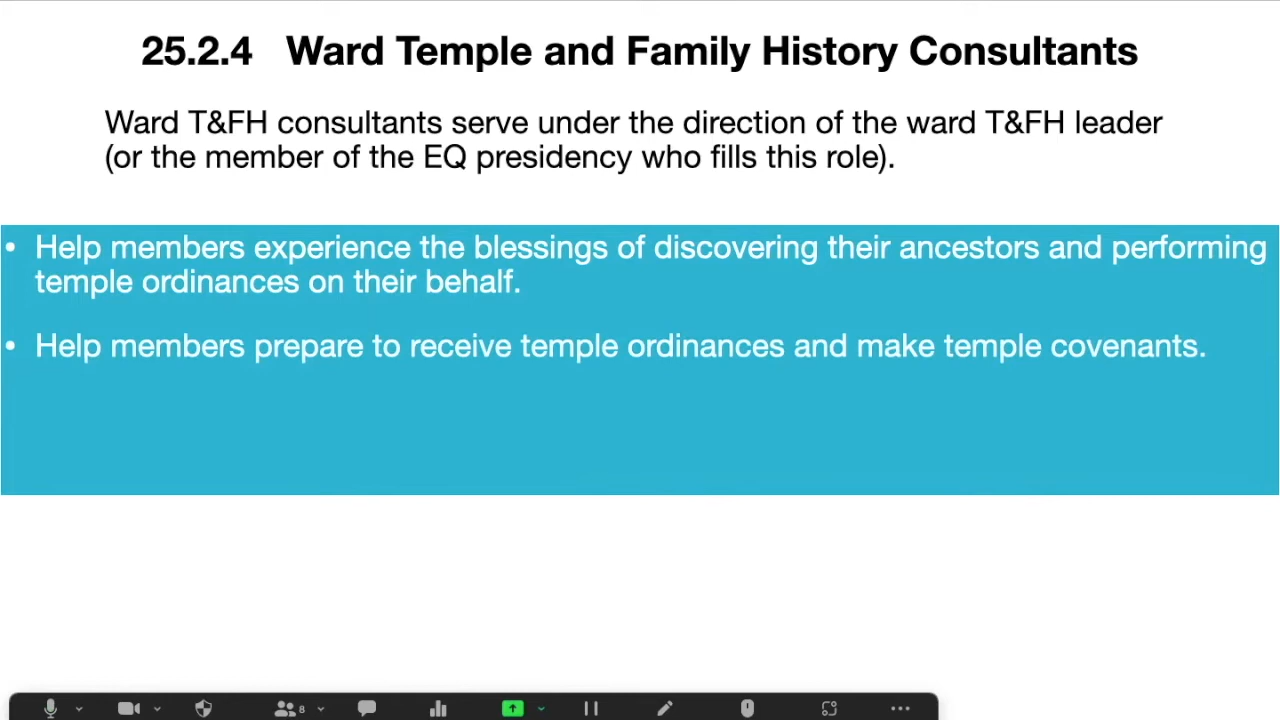 25.2.4 Ward Temple and Family History Consultants
Ward T&FH consultants serve under the direction of the ward T&FH leader
(or the member of the EQ presidency who fills this role).
• Help members experience the blessings of discovering their ancestors and performing
temple ordinances on their behalf.
• Help members prepare to receive temple ordinances and make temple covenants.
8